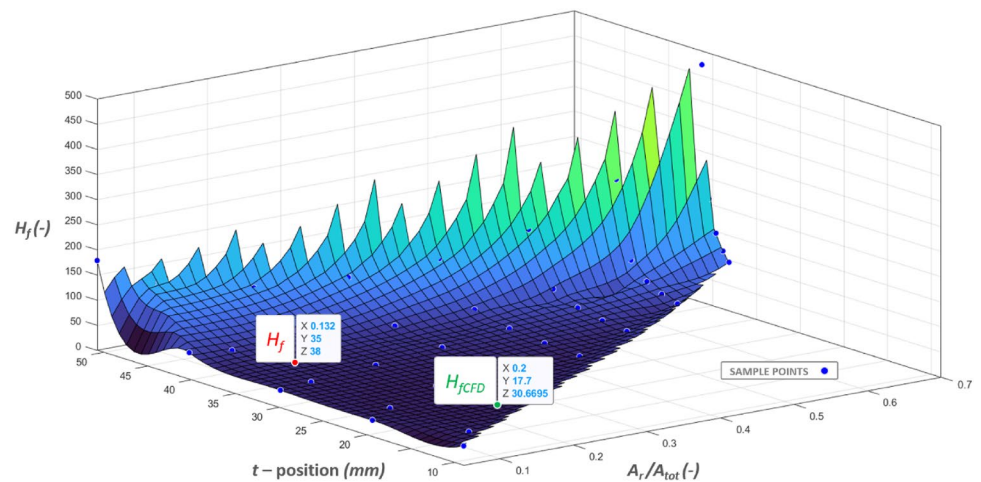 500
450
400
350
300
250
200
150
100
50
0
H_f (-)
50
45
40
35
30
25
20
10
t – position (mm)
0.1
0.2
0.3
0.4
0.5
0.6
0.7
A_r/A_tot (-)
H_f
X 0.132
Y 35
Z 38
H_fCFD
X 0.2
Y 17.7
Z 30.6695
SAMPLE POINTS